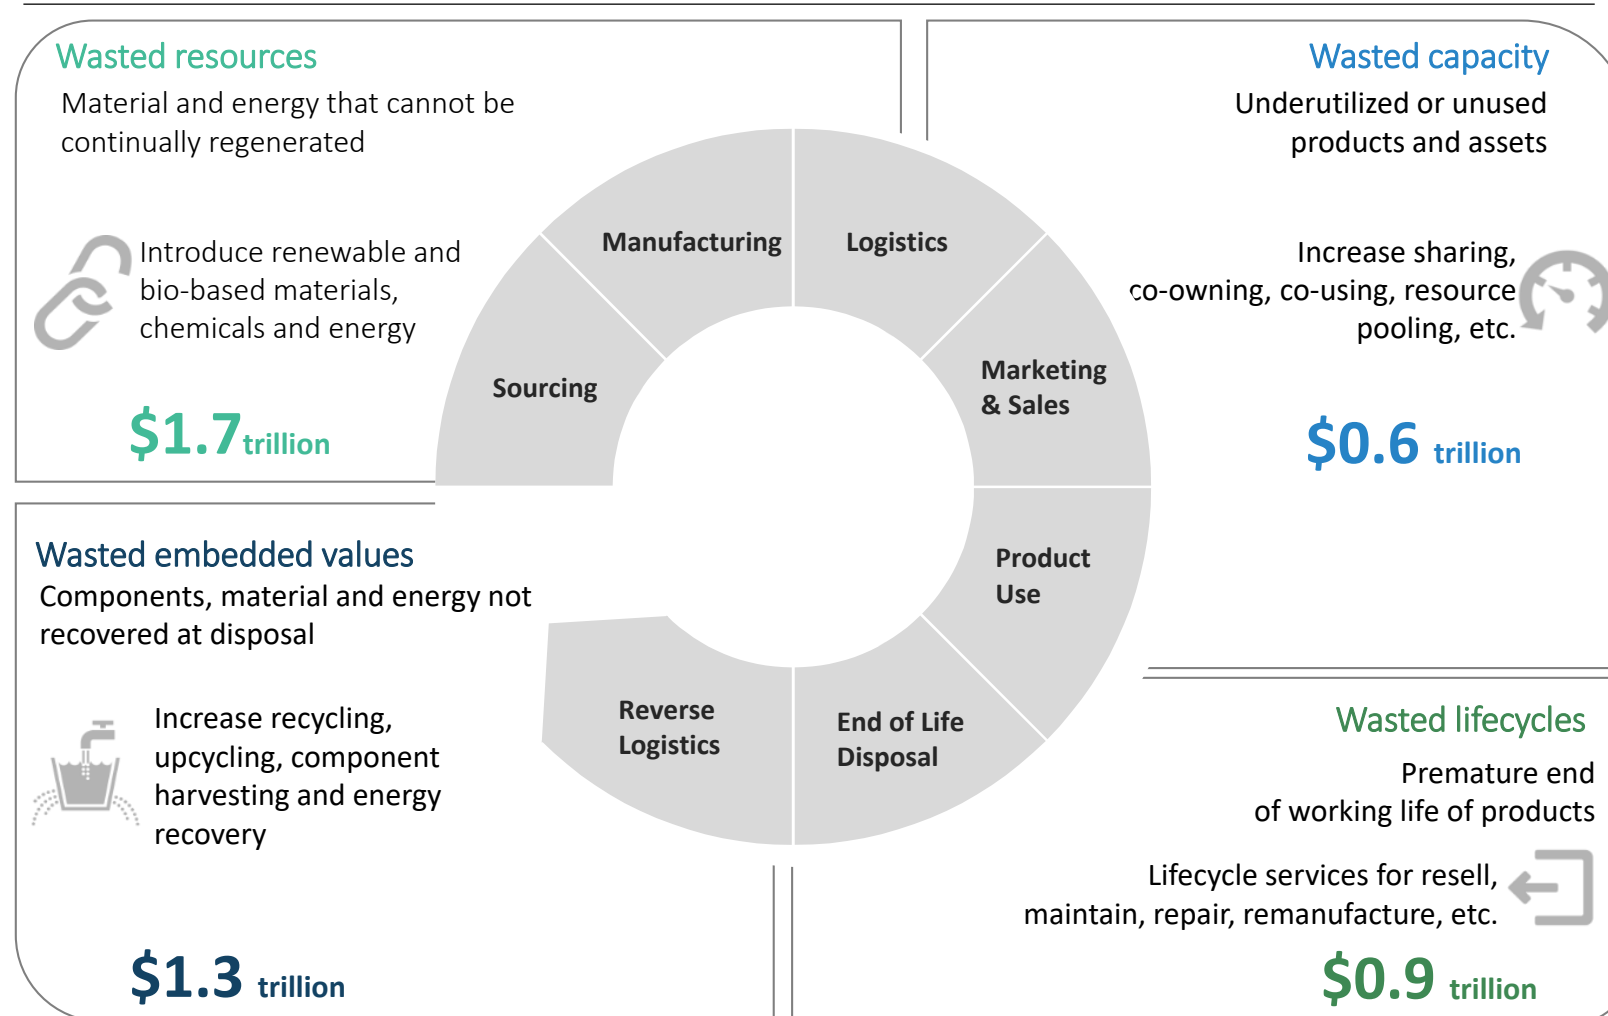 Wasted resources
Material and energy that cannot be
continually regenerated
Introduce renewable and
bio-based materials,
chemicals and energy
$1.7 trillion
Wasted capacity
Underutilized or unused
products and assets
Increase sharing,
co-owning, co-using, resource
pooling, etc.
$0.6 trillion
Manufacturing
Logistics
Sourcing
Marketing
& Sales
Product
Use
End of Life
Disposal
Reverse
Logistics
Wasted embedded values
Components, material and energy not
recovered at disposal
Increase recycling,
upcycling, component
harvesting and energy
recovery
$1.3 trillion
Wasted lifecycles
Premature end
of working life of products
Lifecycle services for resell,
maintain, repair, remanufacture, etc.
$0.9 trillion